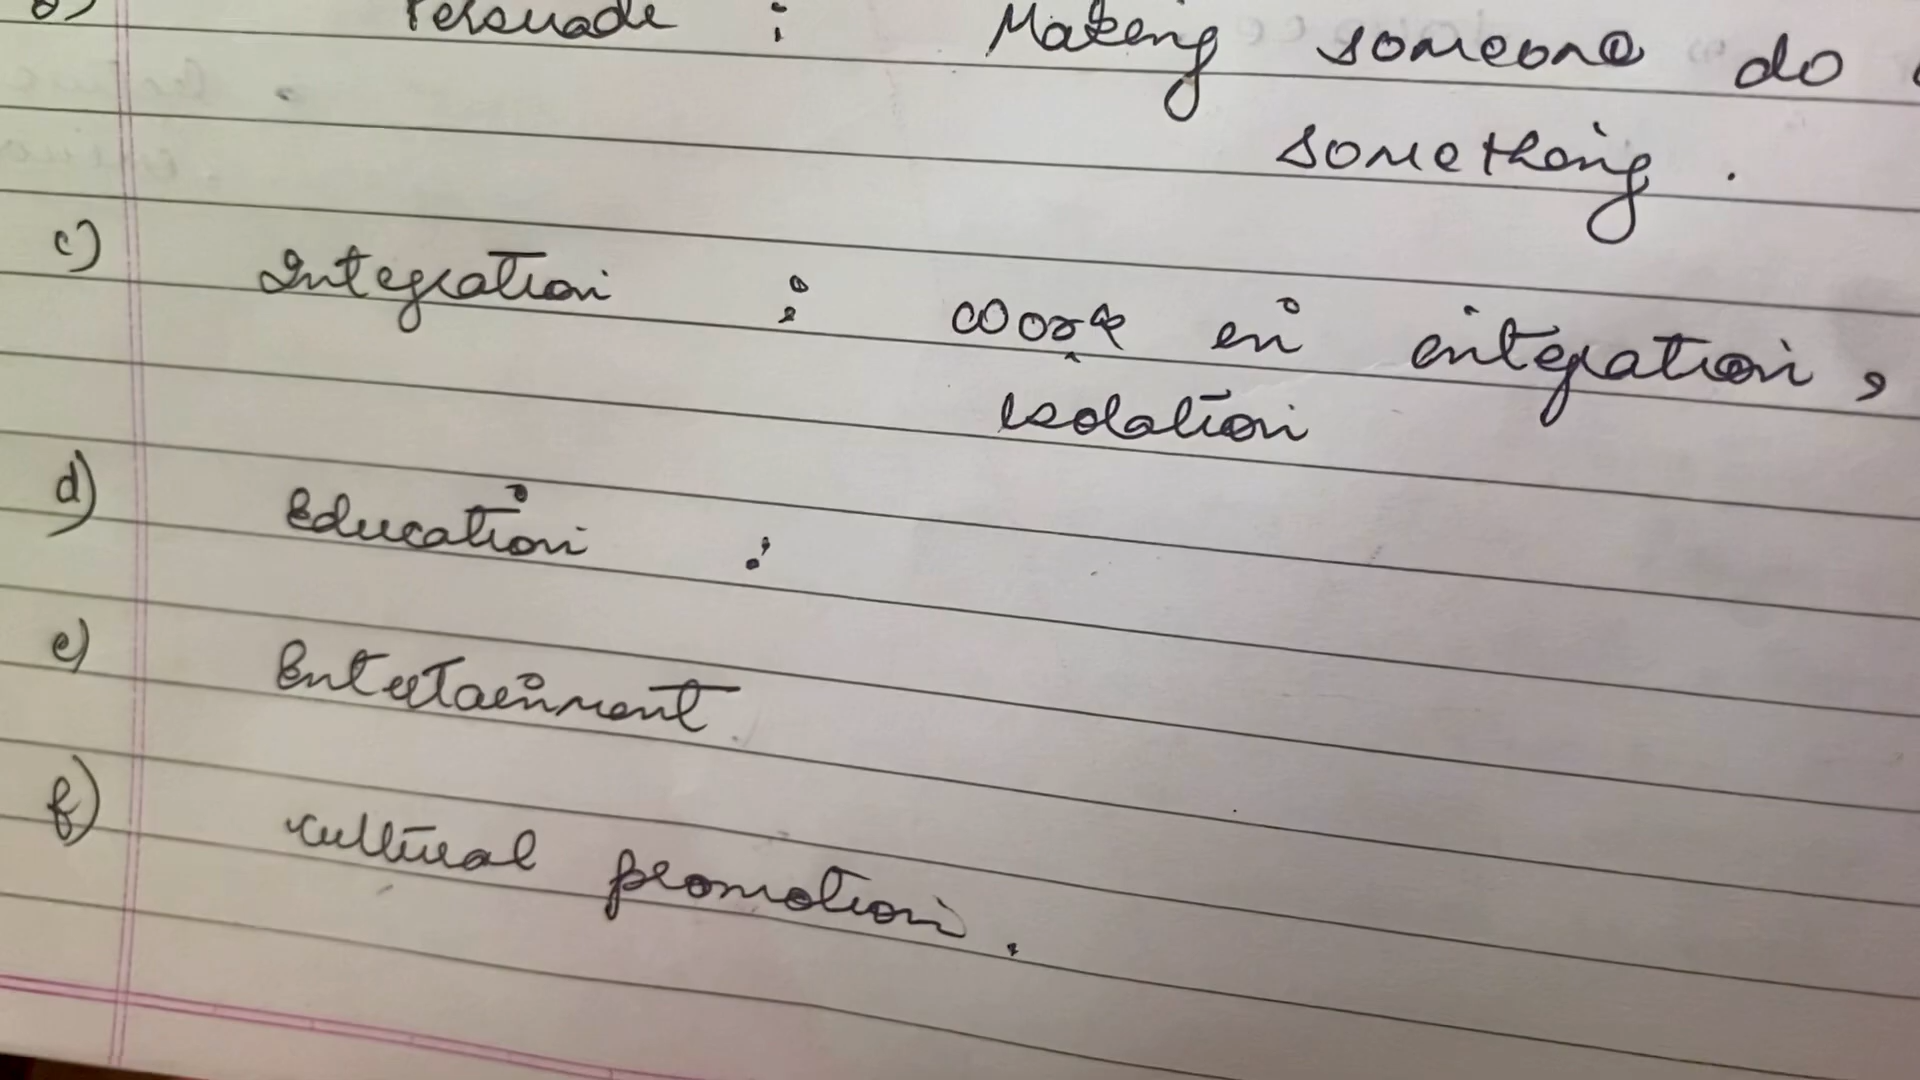 Persuade : Making someone do
something.
c) Integration : work in integration,
isolation
d) Education :
e) Entertainment
f) cultural promotion.